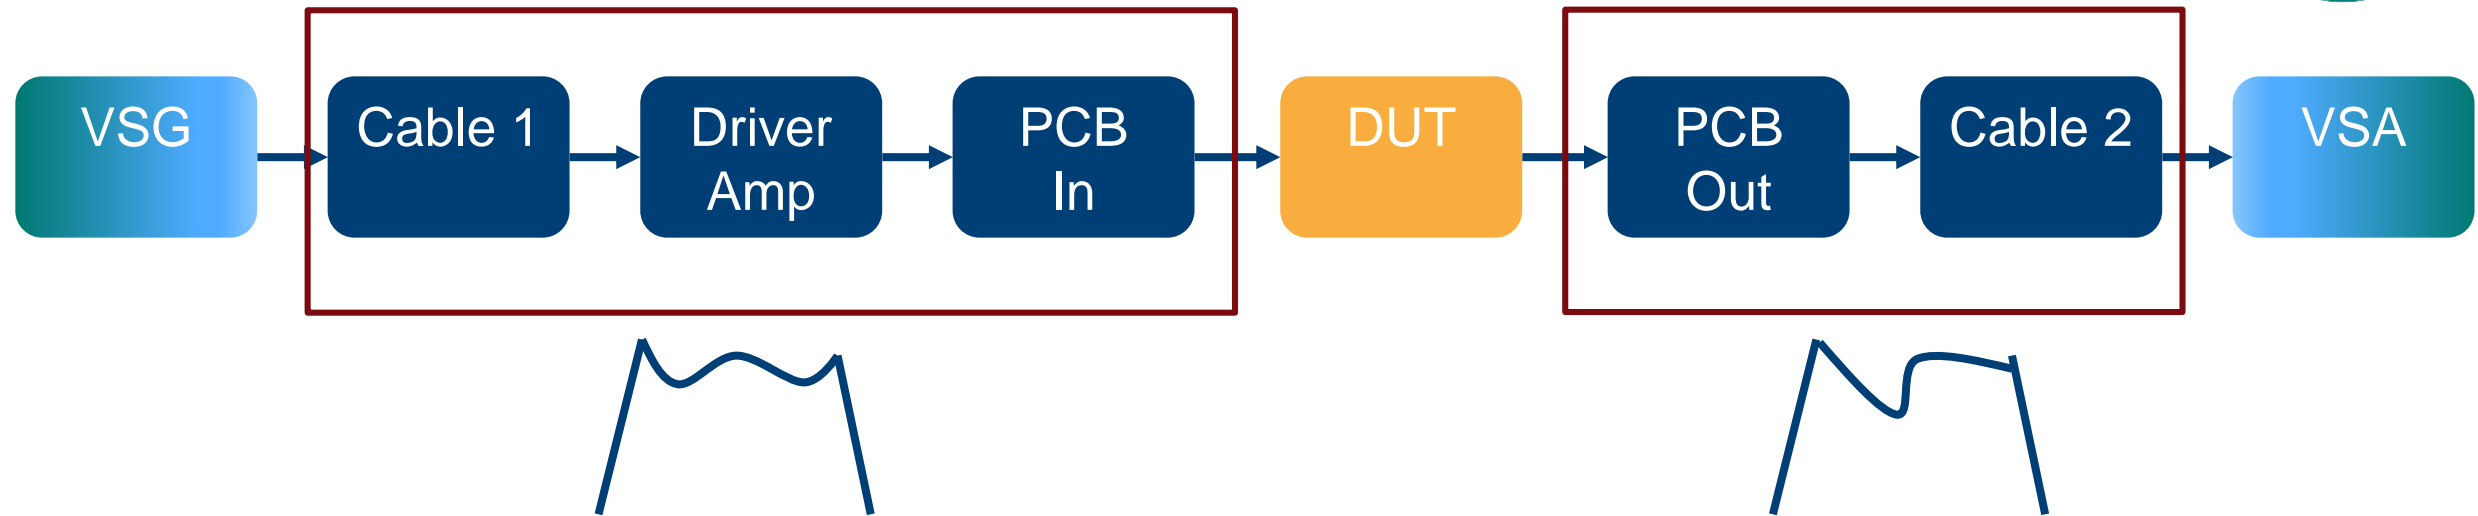 VSG
Cable 1
Driver
Amp
PCB
In
DUT
PCB
Out
Cable 2
VSA